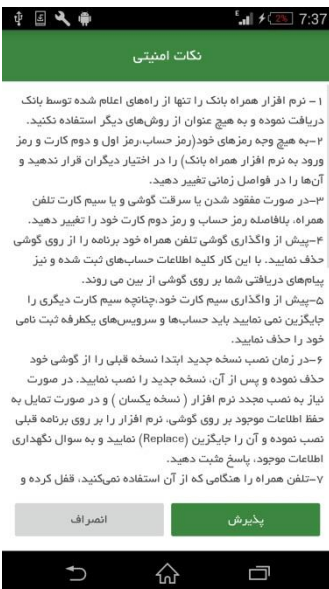 E 2% 7:37
نکات امنیتی
۱- نرم افزار همراه بانک را تنها از راه‌های اعلام شده توسط بانک
دریافت نموده و به هیچ عنوان از روش‌های دیگر استفاده نکنید.
۲-به هیچ وجه رمزهای خود(رمز حساب،رمز اول و دوم کارت و رمز
ورود به نرم افزار همراه بانک) را در اختیار دیگران قرار ندهید و
آن‌ها را در فواصل زمانی تغییر دهید.
۳-در صورت مفقود شدن یا سرقت گوشی و یا سیم کارت تلفن
همراه، بلافاصله رمز حساب و رمز دوم کارت خود را تغییر دهید.
۴-پیش از واگذاری گوشی تلفن همراه خود برنامه را از روی گوشی
حذف نمایید. با این کار کلیه اطلاعات حساب‌های ثبت شده و نیز
پیام‌های دریافتی شما بر روی گوشی از بین می روند.
۵-پیش از واگذاری سیم کارت خود،چنانچه سیم کارت دیگری را
جایگزین نمی نمایید باید حساب‌ها و سرویس‌های یکطرفه ثبت نامی
خود را حذف نمایید.
۶-در زمان نصب نسخه جدید ابتدا نسخه قبلی را از گوشی خود
حذف نموده و پس از آن، نسخه جدید را نصب نمایید. در صورت
نیاز به نصب مجدد نرم افزار ( نسخه یکسان ) و در صورت تمایل به
حفظ اطلاعات موجود بر روی گوشی، نرم افزار را بر روی برنامه قبلی
نصب نموده و آن را جایگزین (Replace) نمایید و به سوال نگهداری
اطلاعات موجود، پاسخ مثبت دهید.
۷-تلفن همراه را هنگامی که از آن استفاده نمی‌کنید، قفل کرده و
پذیرش
انصراف